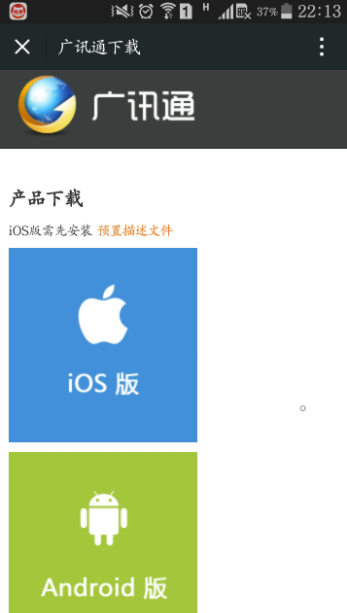 H 37% 22:13
广讯通下载
广讯通
产品下载
iOS版需先安装 预置描述文件
iOS 版
Android 版